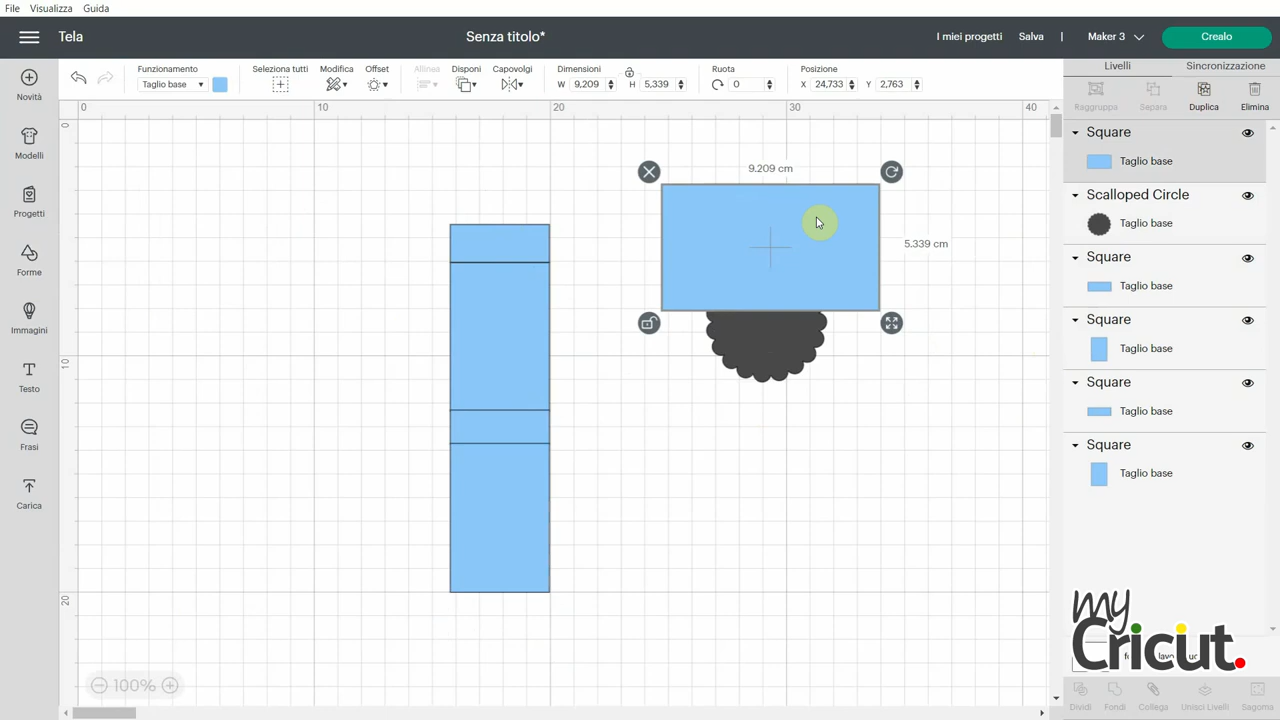 File Visualizza Guida
Tela
Senza titolo*
I miei progetti Salva | Maker 3 Crealo
Funzionamento
Taglio base
Seleziona tutti
Modifica
Offset
Allinea
Disponi
Capovolgi
Dimensioni
W 9,209 H 5,339
Ruota
0
Posizione
X 24,733 Y 2,763
Livelli Sincronizzazione
Raggruppa Separa Duplica Elimina
Novità
Modelli
Progetti
Forme
Immagini
Testo
Frasi
Carica
0 10 20 30 40
0
10
20
9.209 cm
5.339 cm
Square
Taglio base
Scalloped Circle
Taglio base
Square
Taglio base
Square
Taglio base
Square
Taglio base
Square
Taglio base
my
Cricut.
100%
Dividi Fondi Collega Unisci Livelli Sagoma